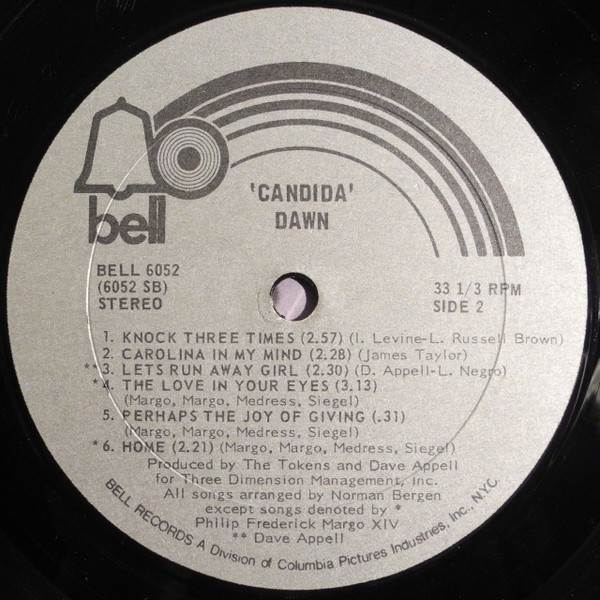 bell
'CANDIDA'
DAWN
BELL 6052
(6052 SB)
STEREO
33 1/3 RPM
SIDE 2
1. KNOCK THREE TIMES (2.57) (I. Levine-L. Russell Brown)
2. CAROLINA IN MY MIND (2.28) (James Taylor)
**3. LETS RUN AWAY GIRL (2.30) (D. Appell-L. Negro)
*4. THE LOVE IN YOUR EYES (3.13)
(Margo, Margo, Medress, Siegel)
5. PERHAPS THE JOY OF GIVING (.31)
(Margo, Margo, Medress, Siegel)
*6. HOME (2.21) (Margo, Margo, Medress, Siegel)
Produced by The Tokens and Dave Appell
for Three Dimension Management, Inc.
All songs arranged by Norman Bergen
except songs denoted by *
Philip Frederick Margo XIV
** Dave Appell
BELL RECORDS A Division of Columbia Pictures Industries, Inc., N.Y.C.